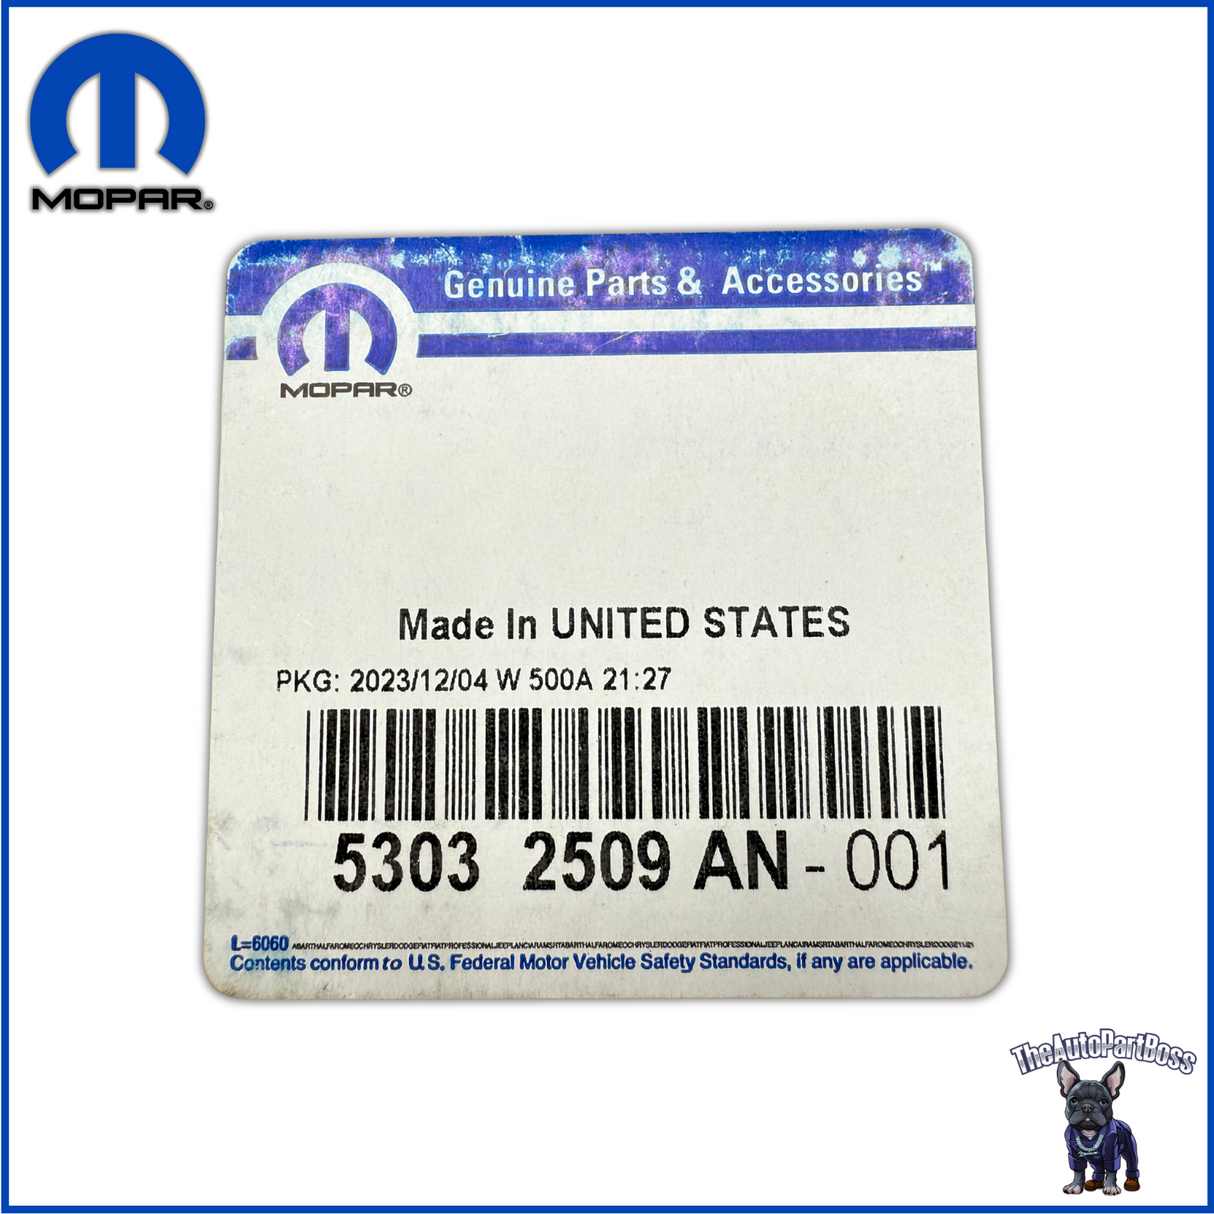 MOPAR®
Genuine Parts & Accessories™
MOPAR®
Made In UNITED STATES
PKG: 2023/12/04 W 500A 21:27
5303 2509 AN - 001
L=6060
Contents conform to U.S. Federal Motor Vehicle Safety Standards, if any are applicable.
TheAutoPartBoss